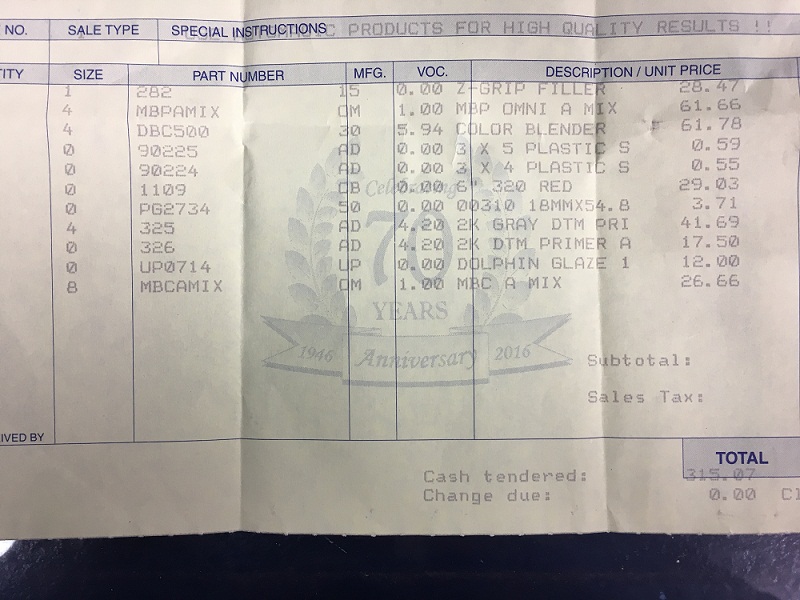 NO. SALE TYPE SPECIAL INSTRUCTIONS PRODUCTS FOR HIGH QUALITY RESULTS !!
TITY SIZE PART NUMBER MFG. VOC. DESCRIPTION / UNIT PRICE
1 282 15 0.00 Z-GRIP FILLER 28.47
4 MBPAMIX OM 1.00 MBP OMNI A MIX 61.66
4 DBC500 30 5.94 COLOR BLENDER 61.78
0 90225 AD 0.00 3 X 5 PLASTIC S 0.59
0 90224 AD 0.00 3 X 4 PLASTIC S 0.55
0 1109 CB 0.00 6" 320 RED 29.03
0 PG2734 50 0.00 00310 18MMX54.8 3.71
4 325 AD 4.20 2K GRAY DTM PRI 41.69
0 326 AD 4.20 2K DTM PRIMER A 17.50
0 UP0714 UP 0.00 DOLPHIN GLAZE 1 12.00
8 MBCAMIX OM 1.00 MBC A MIX 26.66
Celebrating
70
YEARS
1946 Anniversary 2016
Subtotal:
Sales Tax:
IVED BY
TOTAL
Cash tendered: 315.07
Change due: 0.00 Cl